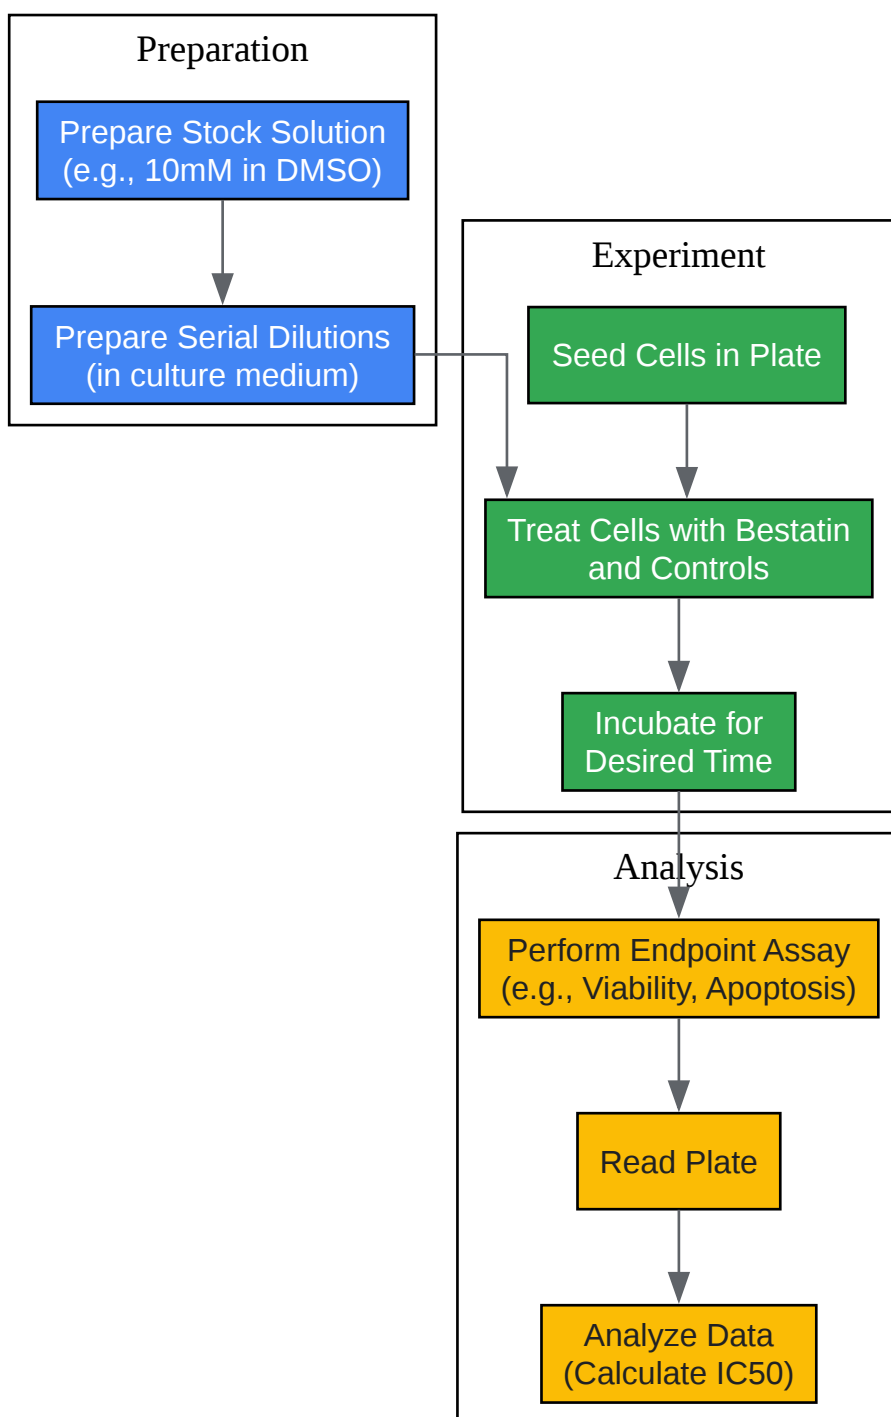 Preparation
Prepare Stock Solution
(e.g., 10mM in DMSO)
Prepare Serial Dilutions
(in culture medium)
Experiment
Seed Cells in Plate
Treat Cells with Bestatin
and Controls
Incubate for
Desired Time
Analysis
Perform Endpoint Assay
(e.g., Viability, Apoptosis)
Read Plate
Analyze Data
(Calculate IC50)